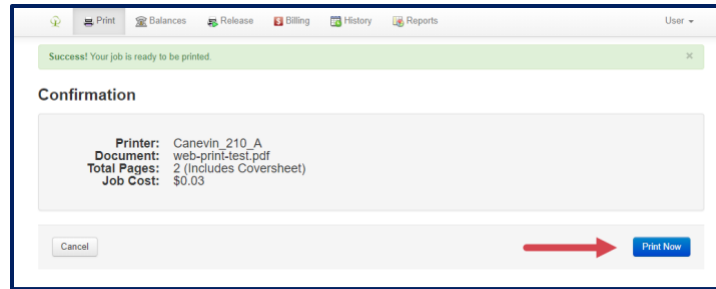 Print Balances Release Billing History Reports User
Success! Your job is ready to be printed. ×
Confirmation
Printer: Canevin_210_A
Document: web-print-test.pdf
Total Pages: 2 (Includes Coversheet)
Job Cost: $0.03
Cancel Print Now